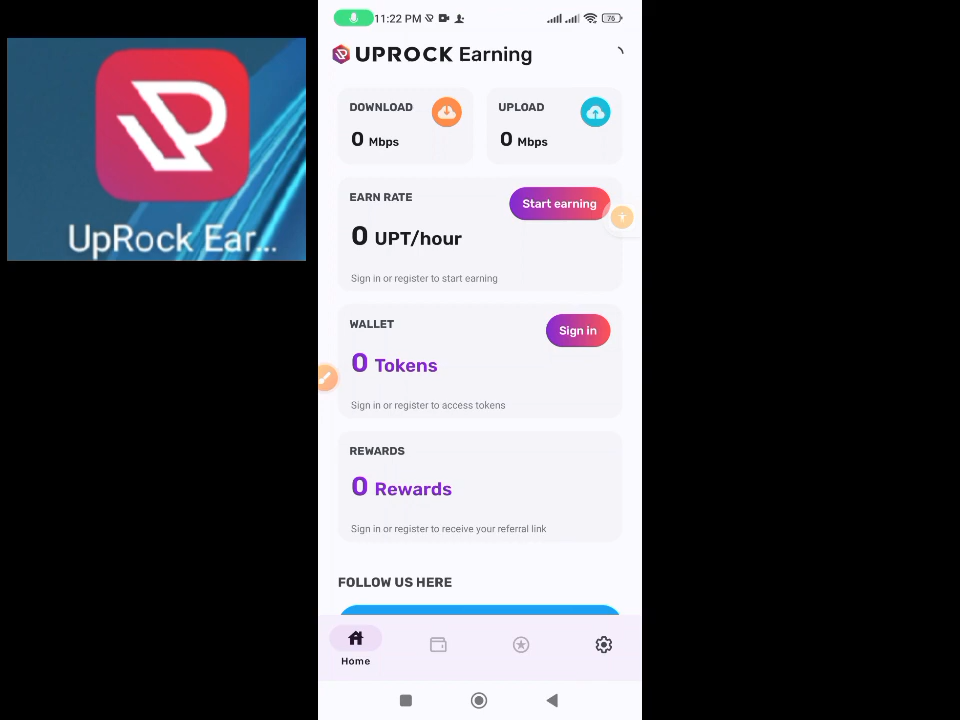 UpRock Ear...
11:22 PM
76
UPROCK Earning
DOWNLOAD
0 Mbps
UPLOAD
0 Mbps
EARN RATE
Start earning
0 UPT/hour
Sign in or register to start earning
WALLET
Sign in
0 Tokens
Sign in or register to access tokens
REWARDS
0 Rewards
Sign in or register to receive your referral link
FOLLOW US HERE
Home